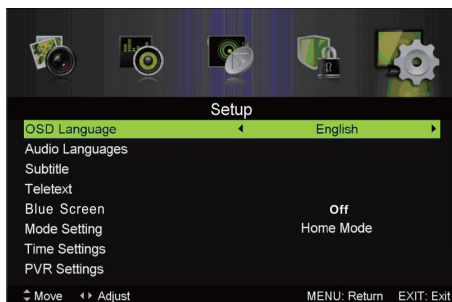 Setup
OSD Language English
Audio Languages
Subtitle
Teletext
Blue Screen Off
Mode Setting Home Mode
Time Settings
PVR Settings
Move Adjust MENU: Return EXIT: Exit